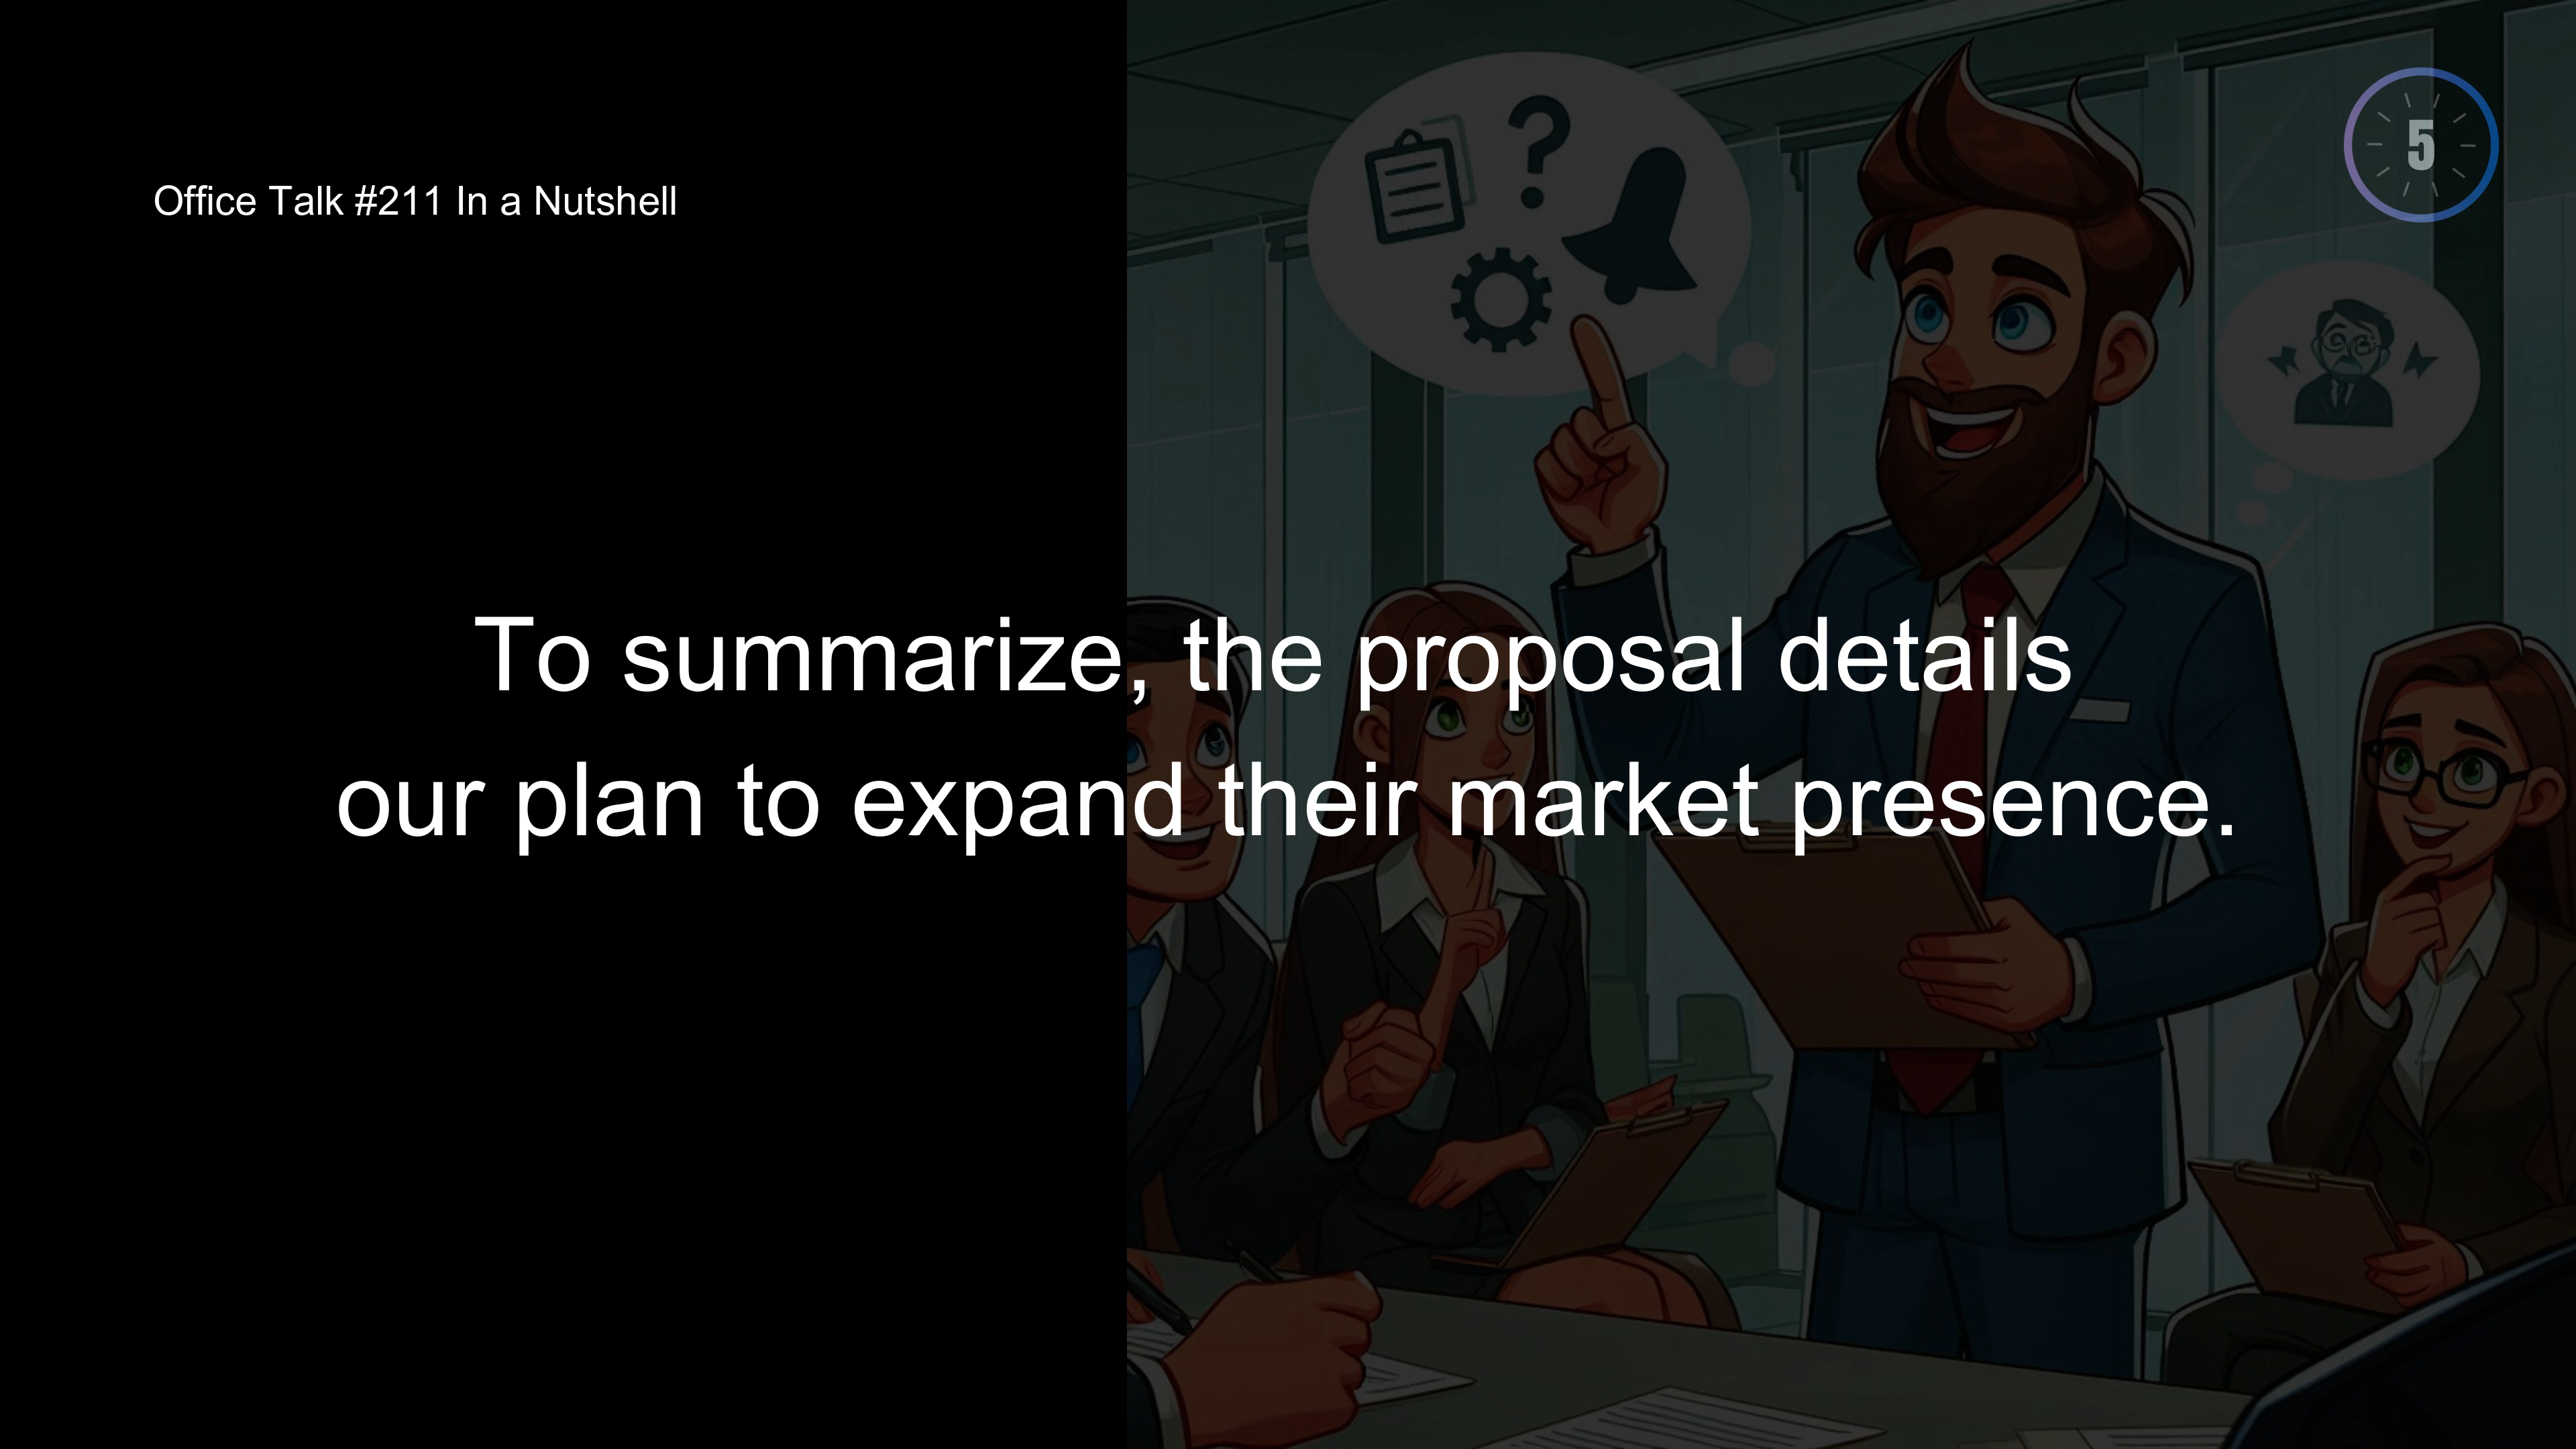 Office Talk #211 In a Nutshell
5
To summarize, the proposal details
our plan to expand their market presence.